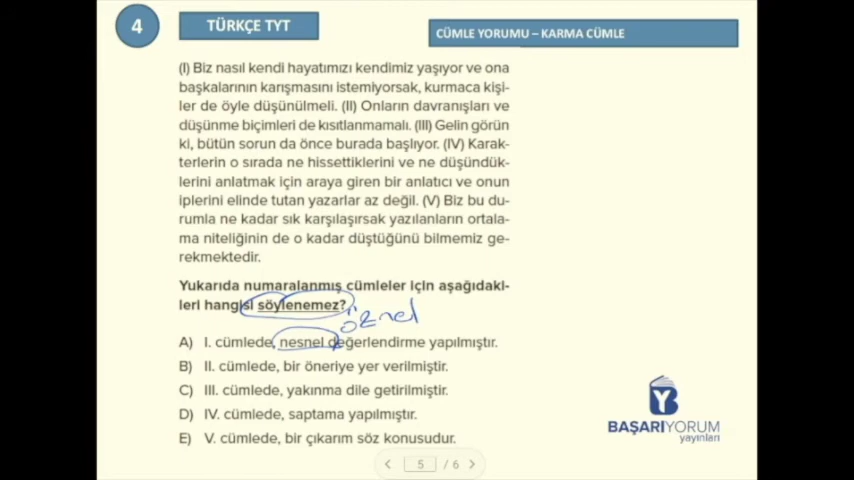 4
TÜRKÇE TYT
CÜMLE YORUMU – KARMA CÜMLE
(I) Biz nasıl kendi hayatımızı kendimiz yaşıyor ve ona
başkalarının karışmasını istemiyorsak, kurmaca kişi-
ler de öyle düşünülmeli. (II) Onların davranışları ve
düşünme biçimleri de kısıtlanmamalı. (III) Gelin görün
ki, bütün sorun da önce burada başlıyor. (IV) Karak-
terlerin o sırada ne hissettiklerini ve ne düşündük-
lerini anlatmak için araya giren bir anlatıcı ve onun
iplerini elinde tutan yazarlar az değil. (V) Biz bu du-
rumla ne kadar sık karşılaşırsak yazılanların ortala-
ma niteliğinin de o kadar düştüğünü bilmemiz ge-
rekmektedir.
Yukarıda numaralanmış cümleler için aşağıdaki-
leri hangisi söylenemez?
öznel
A) I. cümlede, nesnel değerlendirme yapılmıştır.
B) II. cümlede, bir öneriye yer verilmiştir.
C) III. cümlede, yakınma dile getirilmiştir.
D) IV. cümlede, saptama yapılmıştır.
E) V. cümlede, bir çıkarım söz konusudur.
BAŞARIYORUM
yayınları
5 / 6